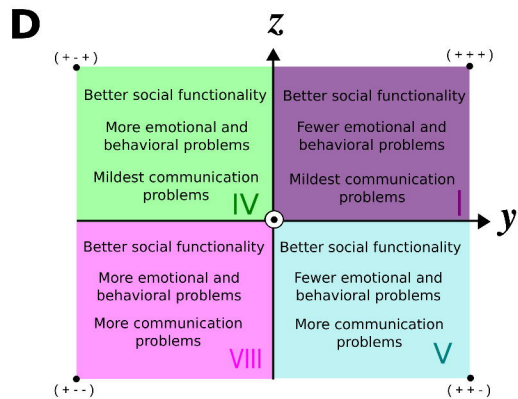 D
z
(+-+)
(+++)
Better social functionality
More emotional and
behavioral problems
Mildest communication
problems
IV
Better social functionality
Fewer emotional and
behavioral problems
Mildest communication
problems
I
y
Better social functionality
More emotional and
behavioral problems
More communication
problems
VIII
Better social functionality
Fewer emotional and
behavioral problems
More communication
problems
V
(+--)
(++-)